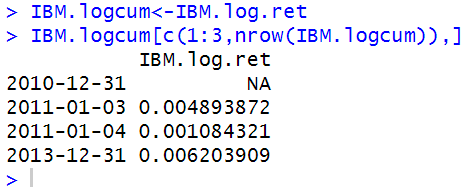 > IBM.logcum<-IBM.log.ret
> IBM.logcum[c(1:3,nrow(IBM.logcum)),]
IBM.log.ret
2010-12-31 NA
2011-01-03 0.004893872
2011-01-04 0.001084321
2013-12-31 0.006203909
>